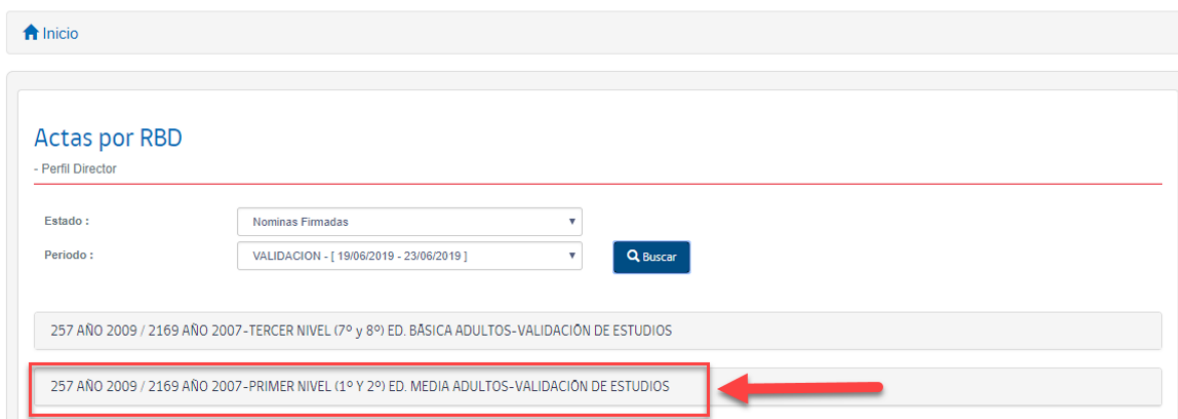 Inicio
Actas por RBD
- Perfil Director
Estado : Nominas Firmadas
Periodo : VALIDACION - [ 19/06/2019 - 23/06/2019 ] Buscar
257 AÑO 2009 / 2169 AÑO 2007-TERCER NIVEL (7º y 8º) ED. BÁSICA ADULTOS-VALIDACIÓN DE ESTUDIOS
257 AÑO 2009 / 2169 AÑO 2007-PRIMER NIVEL (1º Y 2º) ED. MEDIA ADULTOS-VALIDACIÓN DE ESTUDIOS